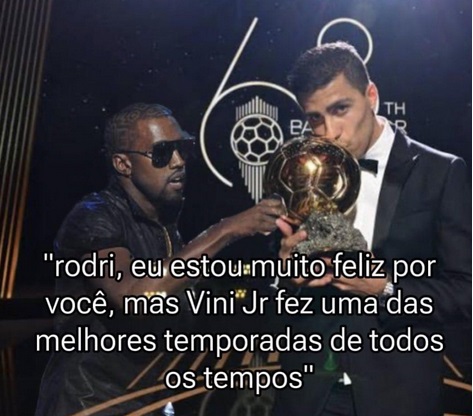 68
TH
BA
"rodri, eu estou muito feliz por
você, mas Vini Jr fez uma das
melhores temporadas de todos
os tempos"